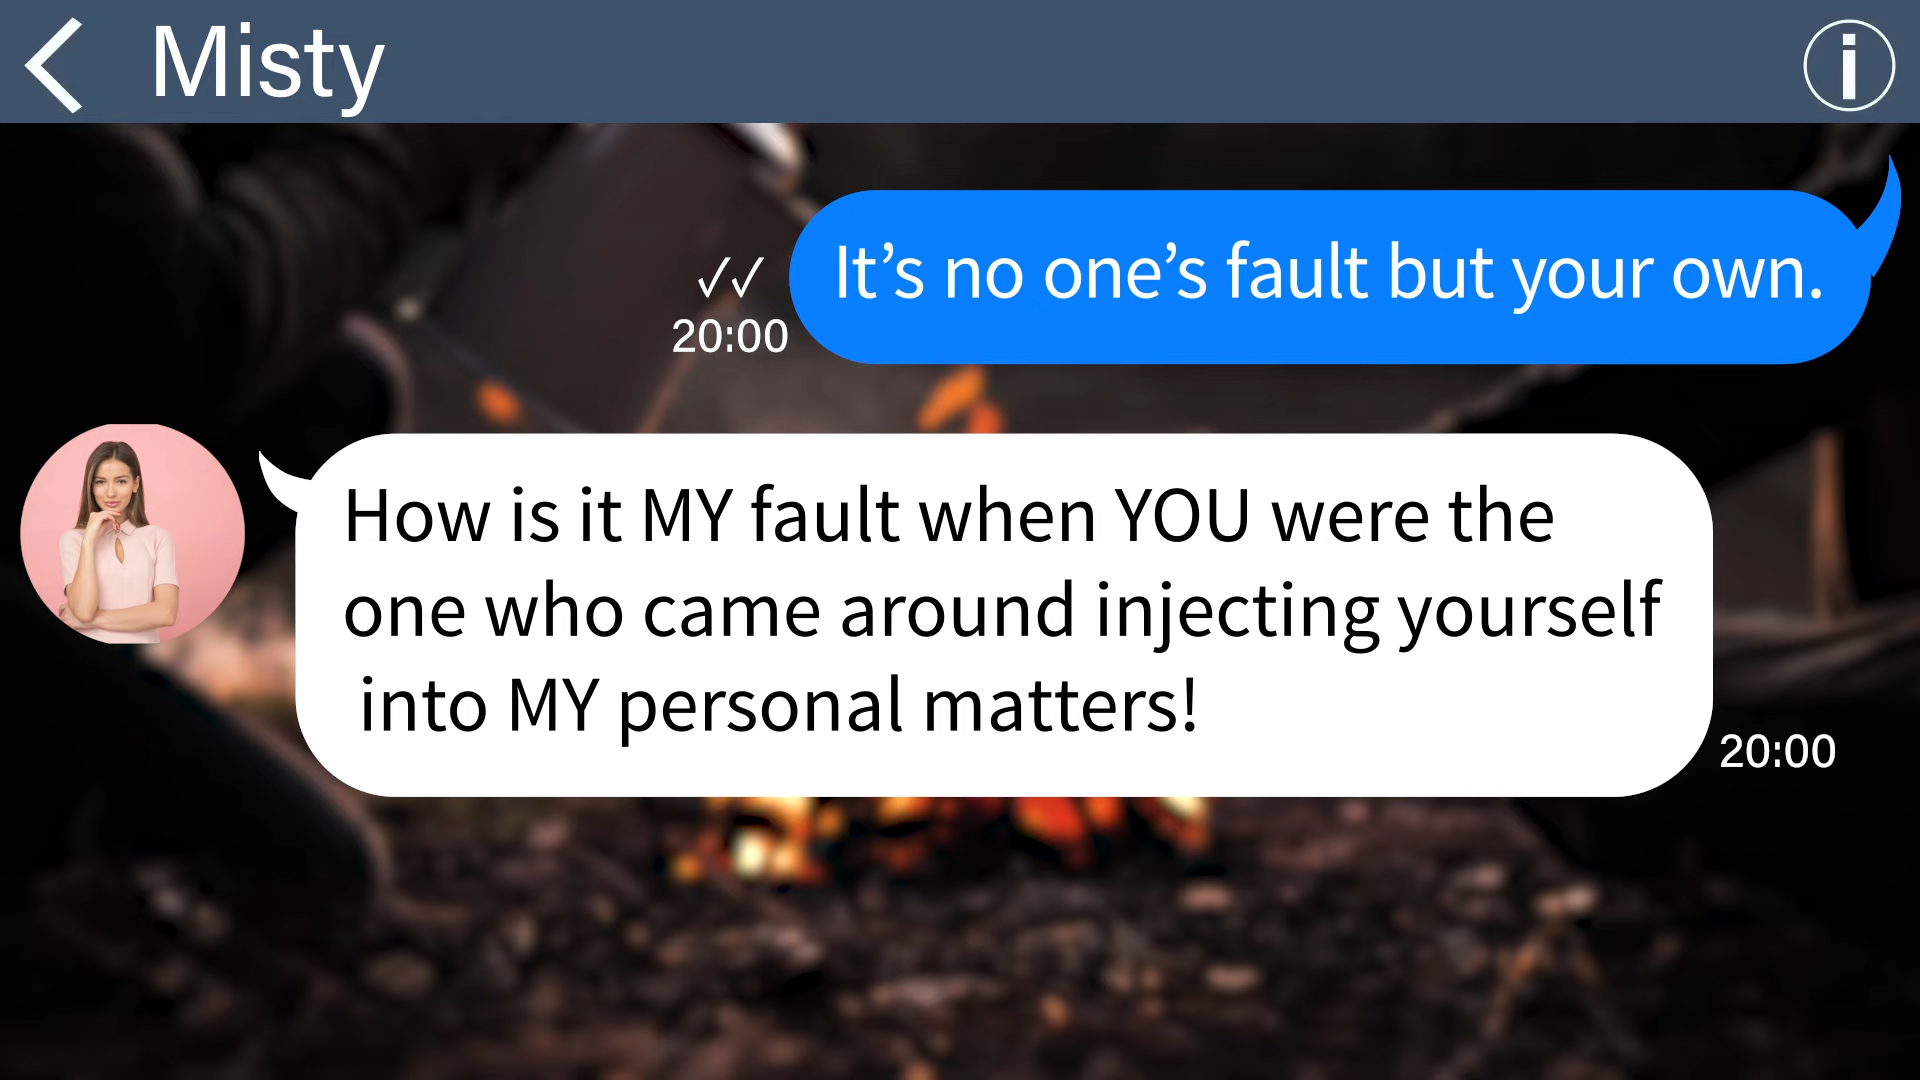 Misty
It’s no one’s fault but your own.
✓✓
20:00
How is it MY fault when YOU were the
one who came around injecting yourself
into MY personal matters!
20:00